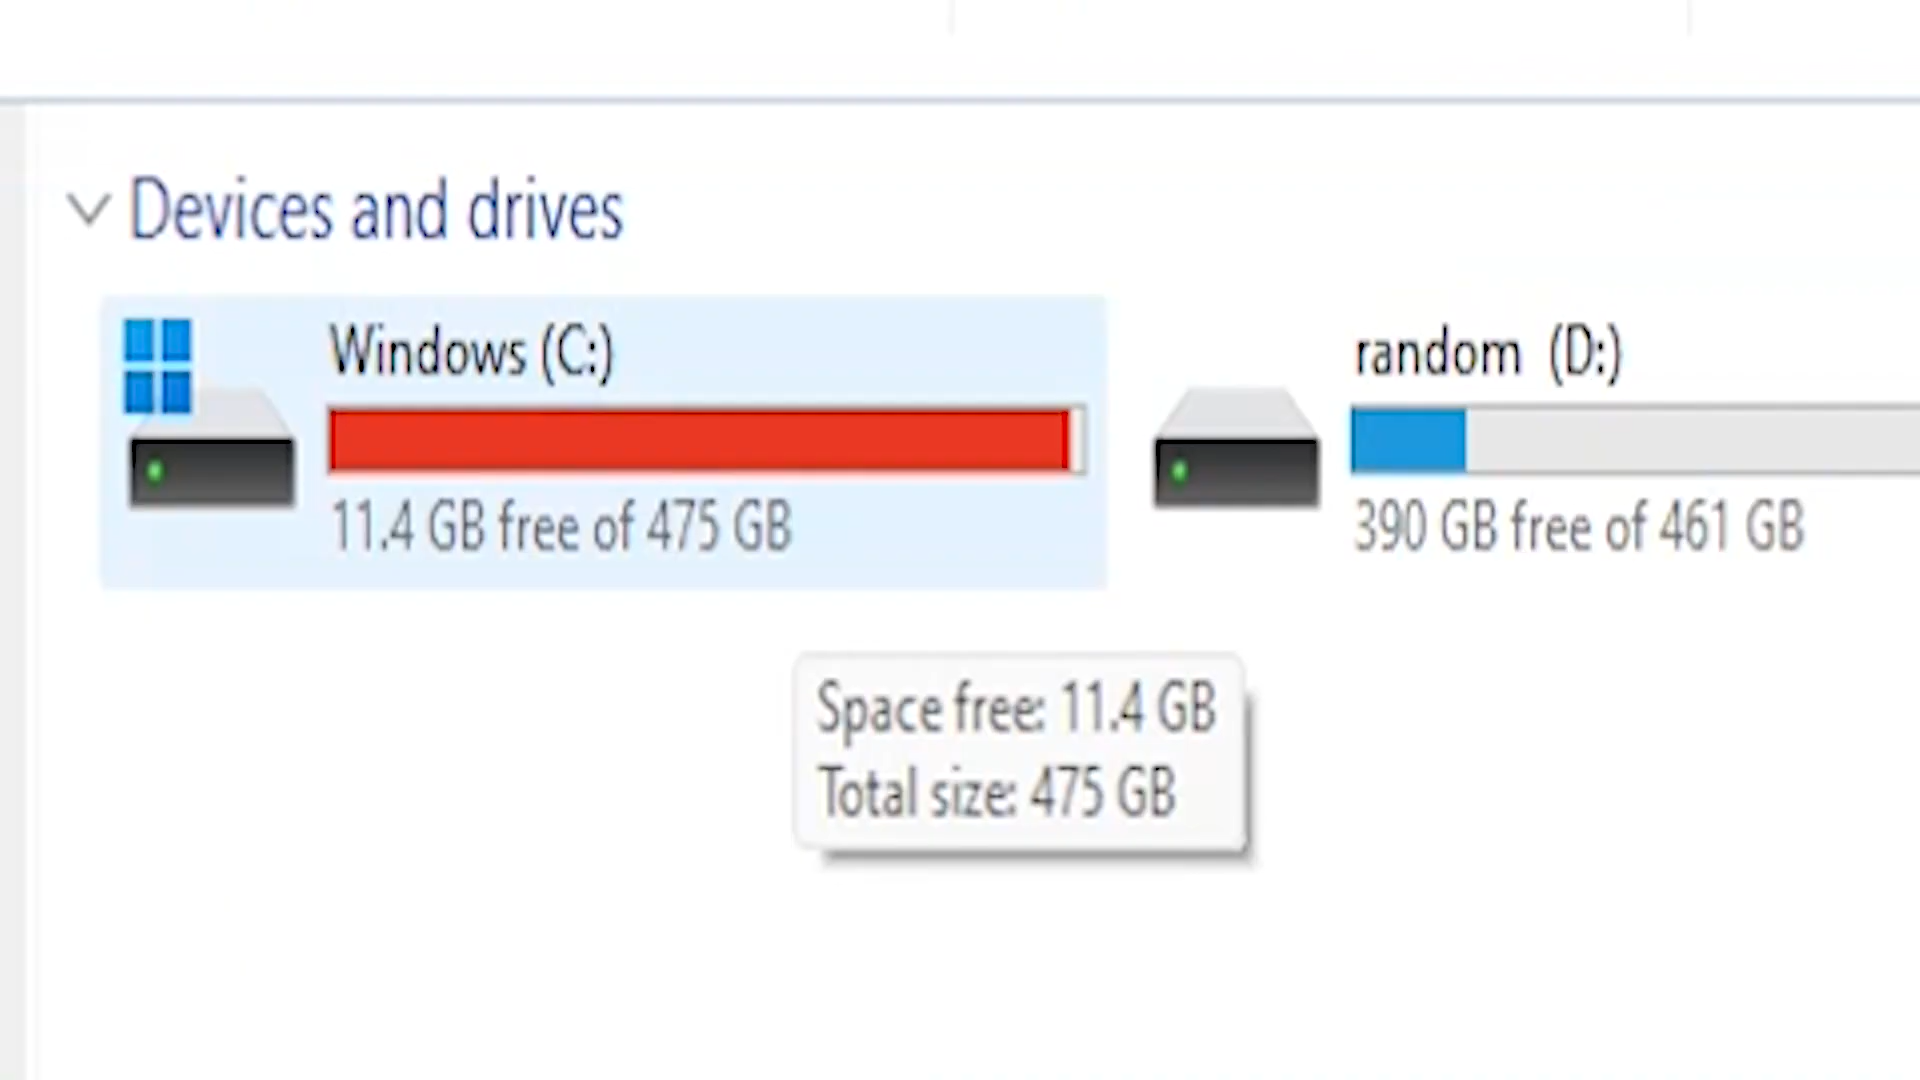 Devices and drives
Windows (C:)
11.4 GB free of 475 GB
random (D:)
390 GB free of 461 GB
Space free: 11.4 GB
Total size: 475 GB